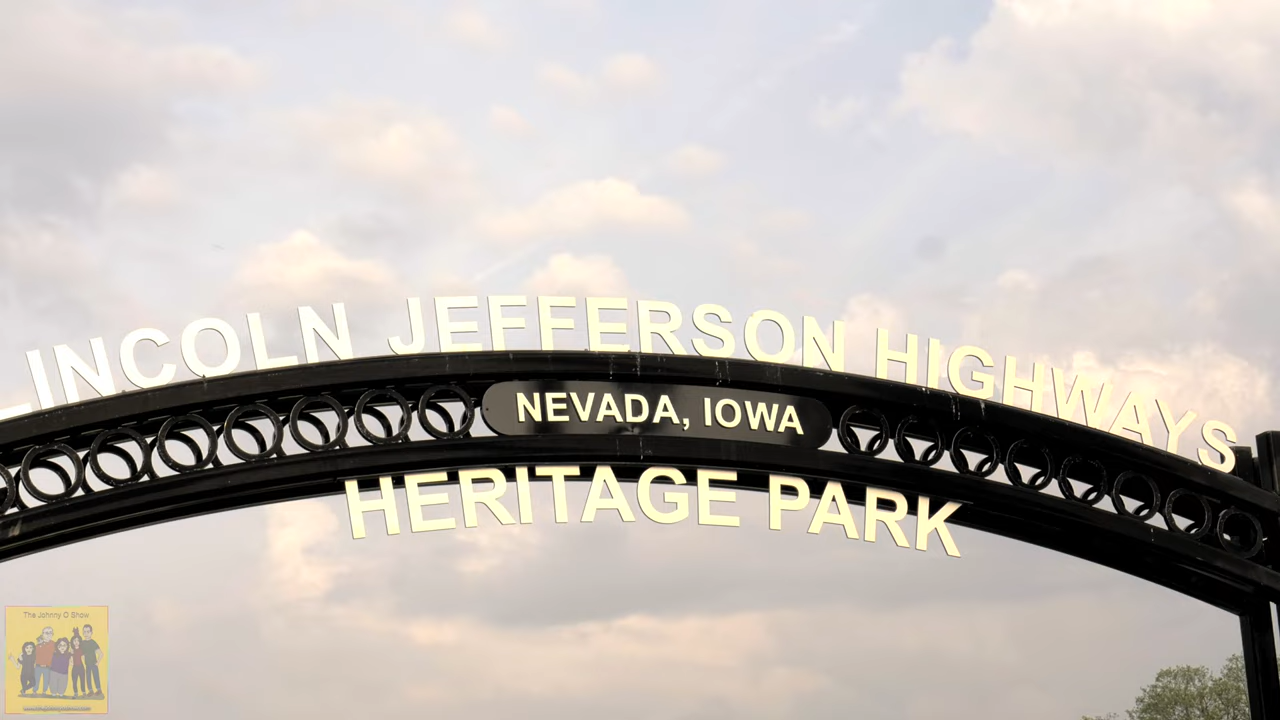 LINCOLN JEFFERSON HIGHWAYS
NEVADA, IOWA
HERITAGE PARK
The Johnny O Show